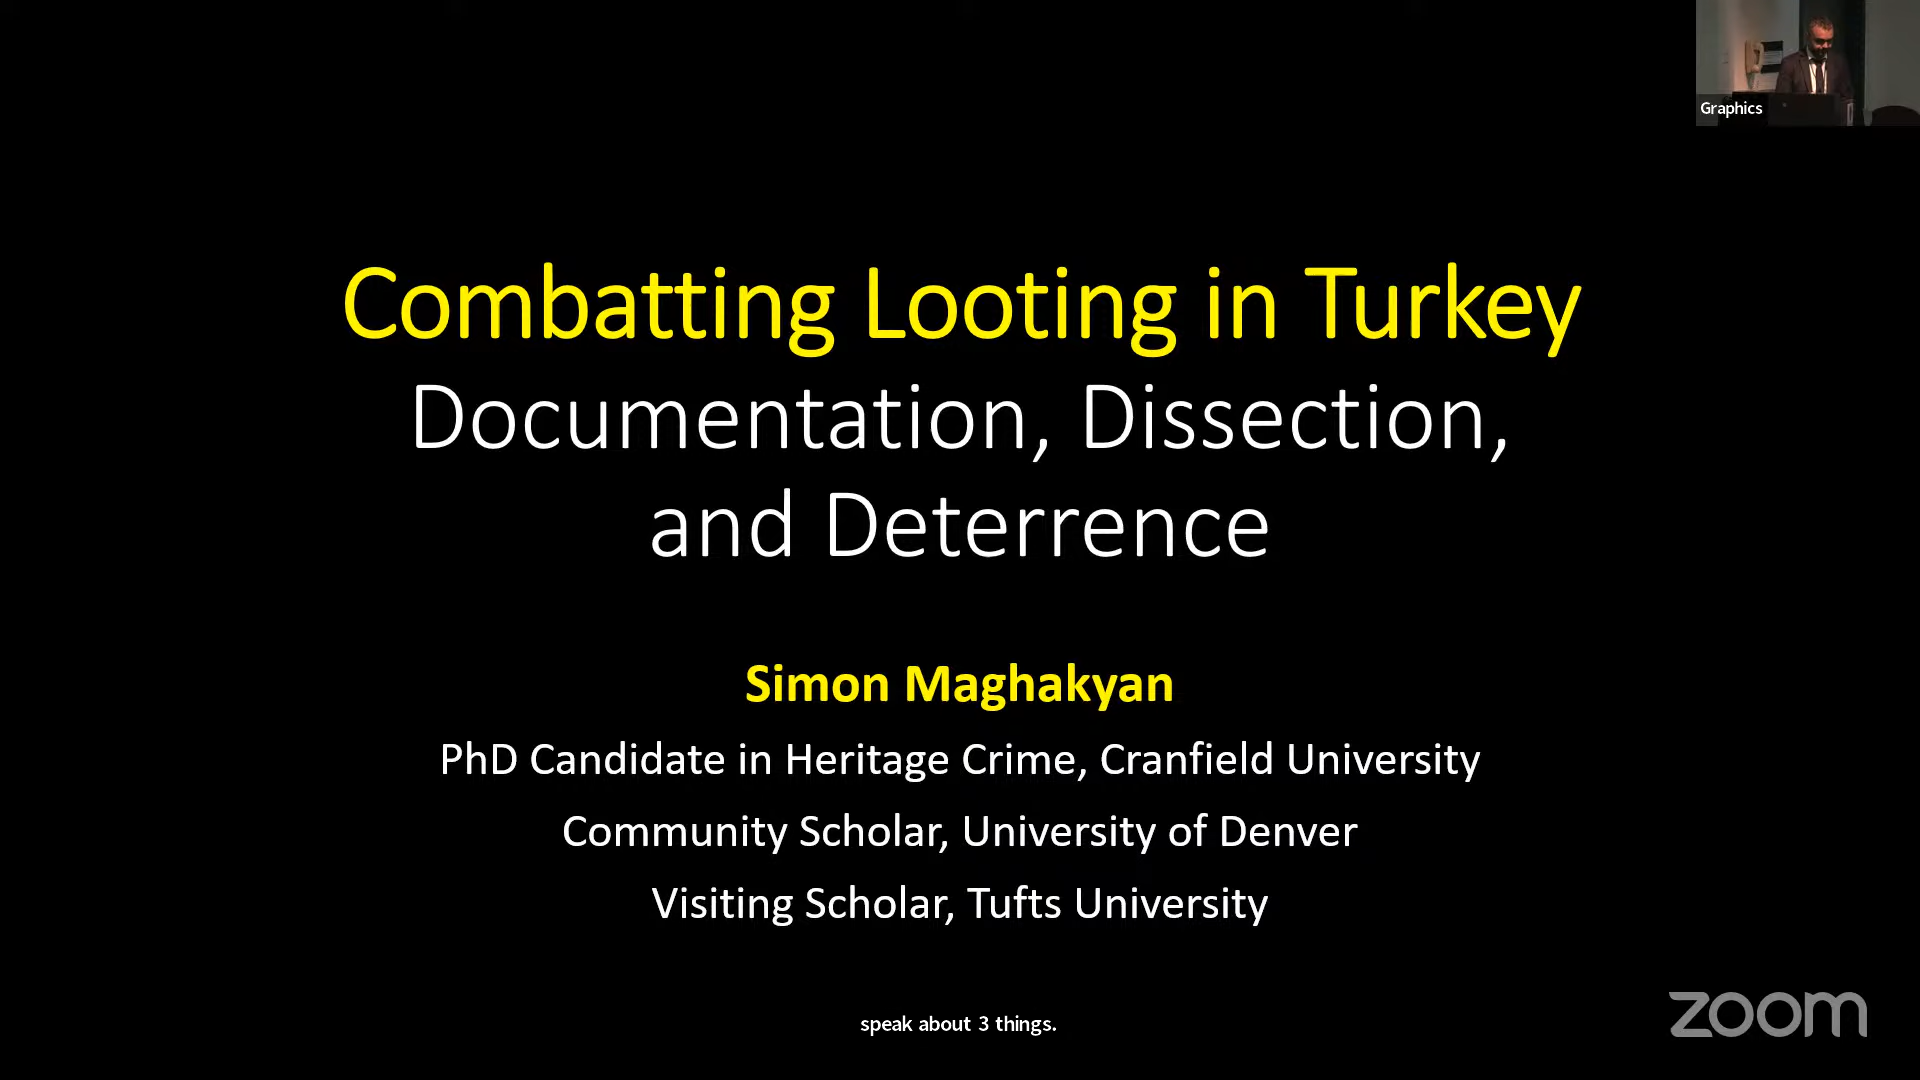 Graphics
Combatting Looting in Turkey
Documentation, Dissection,
and Deterrence
Simon Maghakyan
PhD Candidate in Heritage Crime, Cranfield University
Community Scholar, University of Denver
Visiting Scholar, Tufts University
speak about 3 things.
zoom